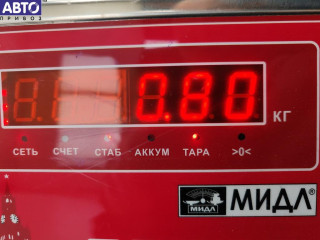 АВТО
ПРИВОЗ
0.80
КГ
СЕТЬ СЧЕТ СТАБ АККУМ ТАРА >0<
МИДЛ МИДЛ®